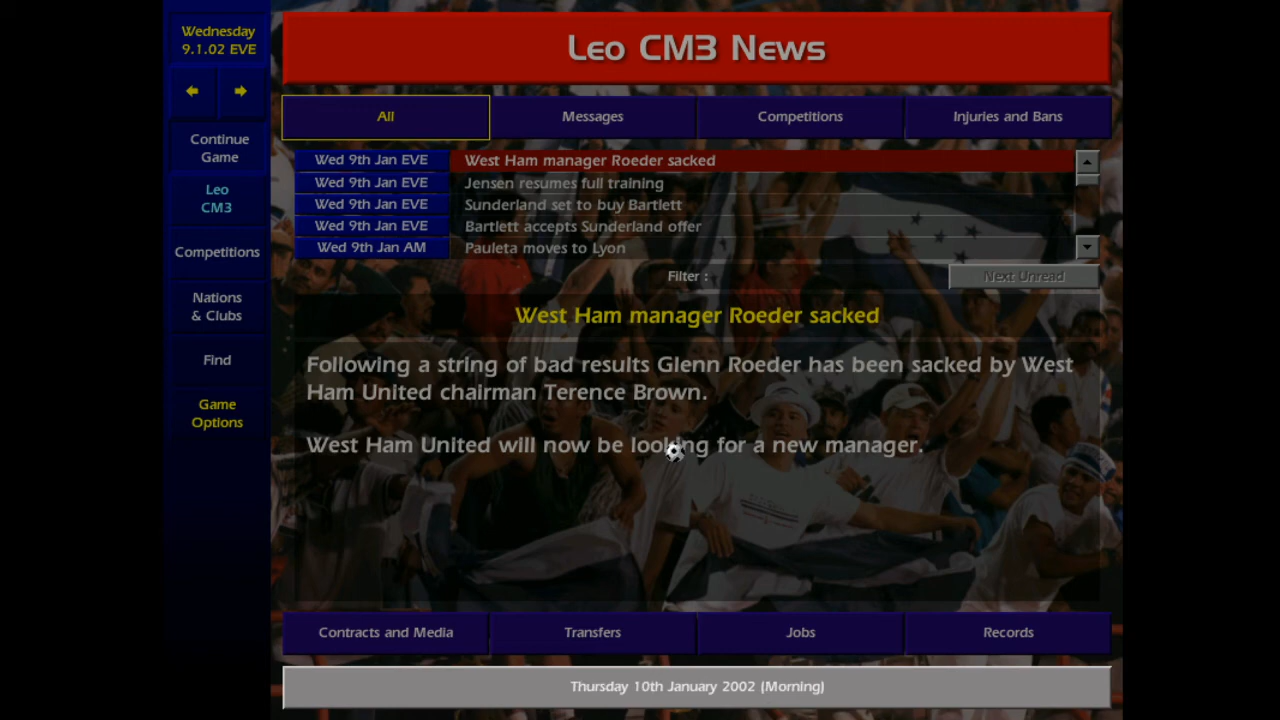 Wednesday
9.1.02 EVE
Continue
Game
Leo
CM3
Competitions
Nations
& Clubs
Find
Game
Options
Leo CM3 News
All
Messages
Competitions
Injuries and Bans
Wed 9th Jan EVE West Ham manager Roeder sacked
Wed 9th Jan EVE Jensen resumes full training
Wed 9th Jan EVE Sunderland set to buy Bartlett
Wed 9th Jan EVE Bartlett accepts Sunderland offer
Wed 9th Jan AM Pauleta moves to Lyon
Filter :
Next Unread
West Ham manager Roeder sacked
Following a string of bad results Glenn Roeder has been sacked by West
Ham United chairman Terence Brown.
West Ham United will now be looking for a new manager.
Contracts and Media
Transfers
Jobs
Records
Thursday 10th January 2002 (Morning)